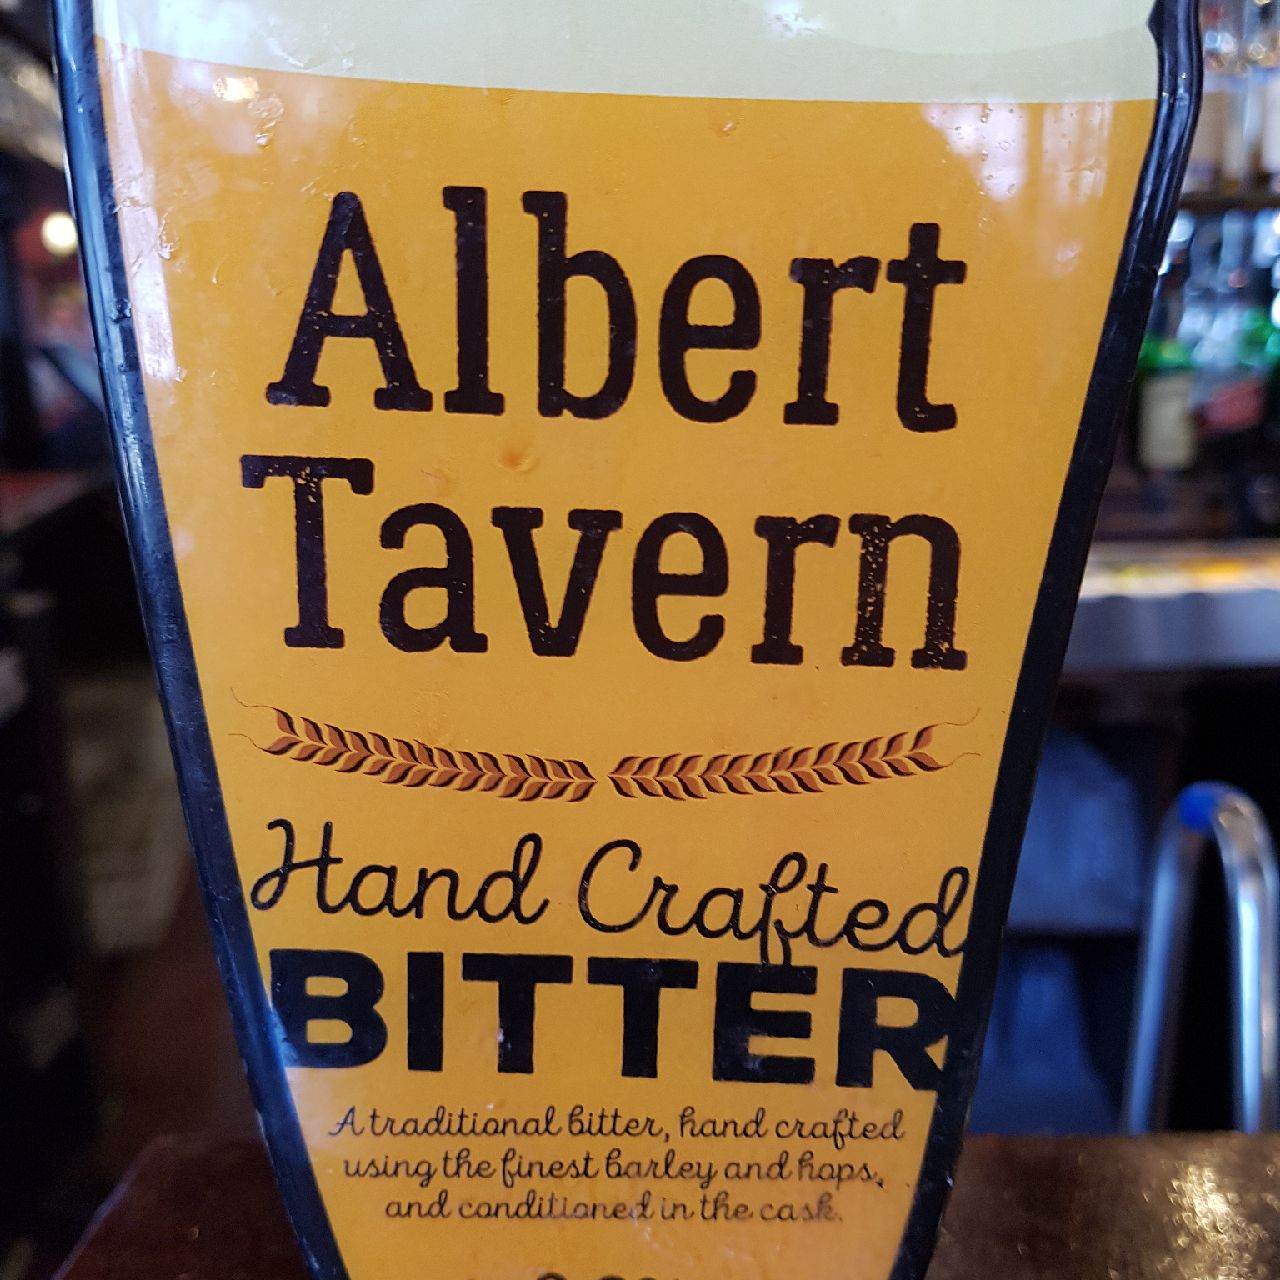 Albert
Tavern
Hand Crafted
BITTER
A traditional bitter, hand crafted
using the finest barley and hops,
and conditioned in the cask.